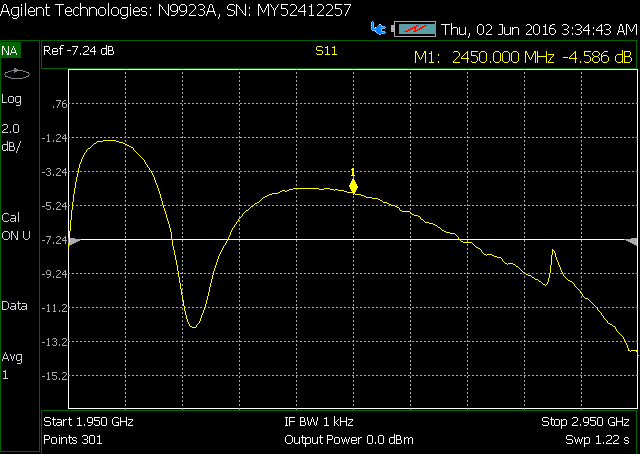 Agilent Technologies: N9923A, SN: MY52412257
Thu, 02 Jun 2016 3:34:43 AM
NA
Ref -7.24 dB S11
M1: 2450.000 MHz -4.586 dB
Log
2.0
dB/
Cal
ON U
Data
Avg
1
.76
-1.24
-3.24
-5.24
-7.24
-9.24
-11.2
-13.2
-15.2
1
Start 1.950 GHz IF BW 1 kHz Stop 2.950 GHz
Points 301 Output Power 0.0 dBm Swp 1.22 s